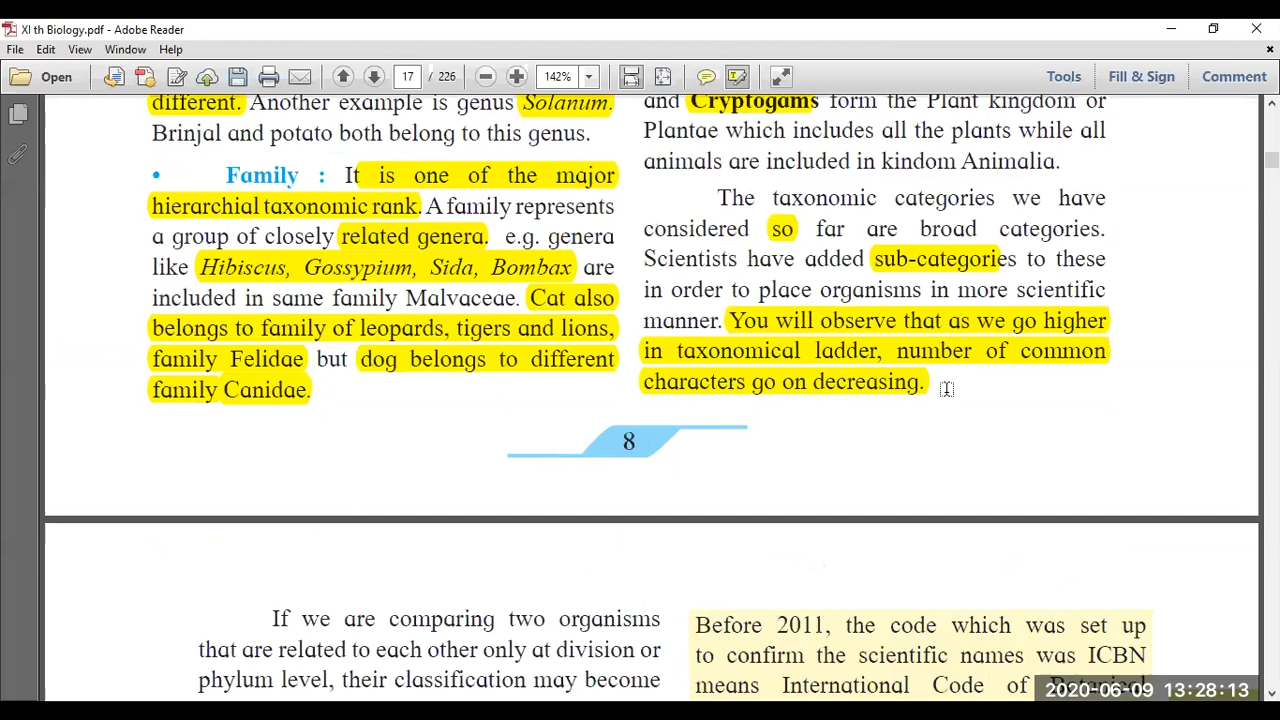 XI th Biology.pdf - Adobe Reader
File Edit View Window Help
Open 17 / 226 142% Tools Fill & Sign Comment
different. Another example is genus Solanum.
Brinjal and potato both belong to this genus.
• Family : It is one of the major
hierarchial taxonomic rank. A family represents
a group of closely related genera. e.g. genera
like Hibiscus, Gossypium, Sida, Bombax are
included in same family Malvaceae. Cat also
belongs to family of leopards, tigers and lions,
family Felidae but dog belongs to different
family Canidae.
and Cryptogams form the Plant kingdom or
Plantae which includes all the plants while all
animals are included in kindom Animalia.
The taxonomic categories we have
considered so far are broad categories.
Scientists have added sub-categories to these
in order to place organisms in more scientific
manner. You will observe that as we go higher
in taxonomical ladder, number of common
characters go on decreasing.
8
If we are comparing two organisms
that are related to each other only at division or
phylum level, their classification may become
Before 2011, the code which was set up
to confirm the scientific names was ICBN
means International Code of
2020-06-09 13:28:13